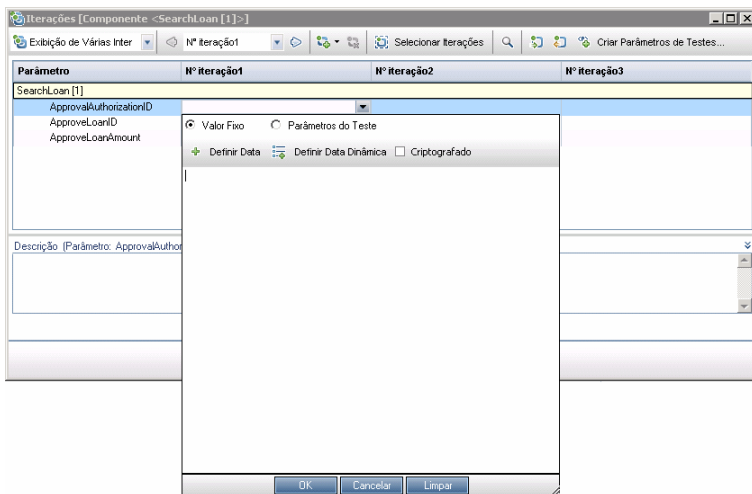 Iterações [Componente <SearchLoan [1]>]
Exibição de Várias Inter Nº iteração1 Selecionar Iterações Criar Parâmetros de Testes...
Parâmetro Nº iteração1 Nº iteração2 Nº iteração3
SearchLoan [1]
ApprovalAuthorizationID
ApproveLoanID
ApproveLoanAmount
Valor Fixo Parâmetros do Teste
Definir Data Definir Data Dinâmica Criptografado
Descrição (Parâmetro: ApprovalAuthor
OK Cancelar Limpar